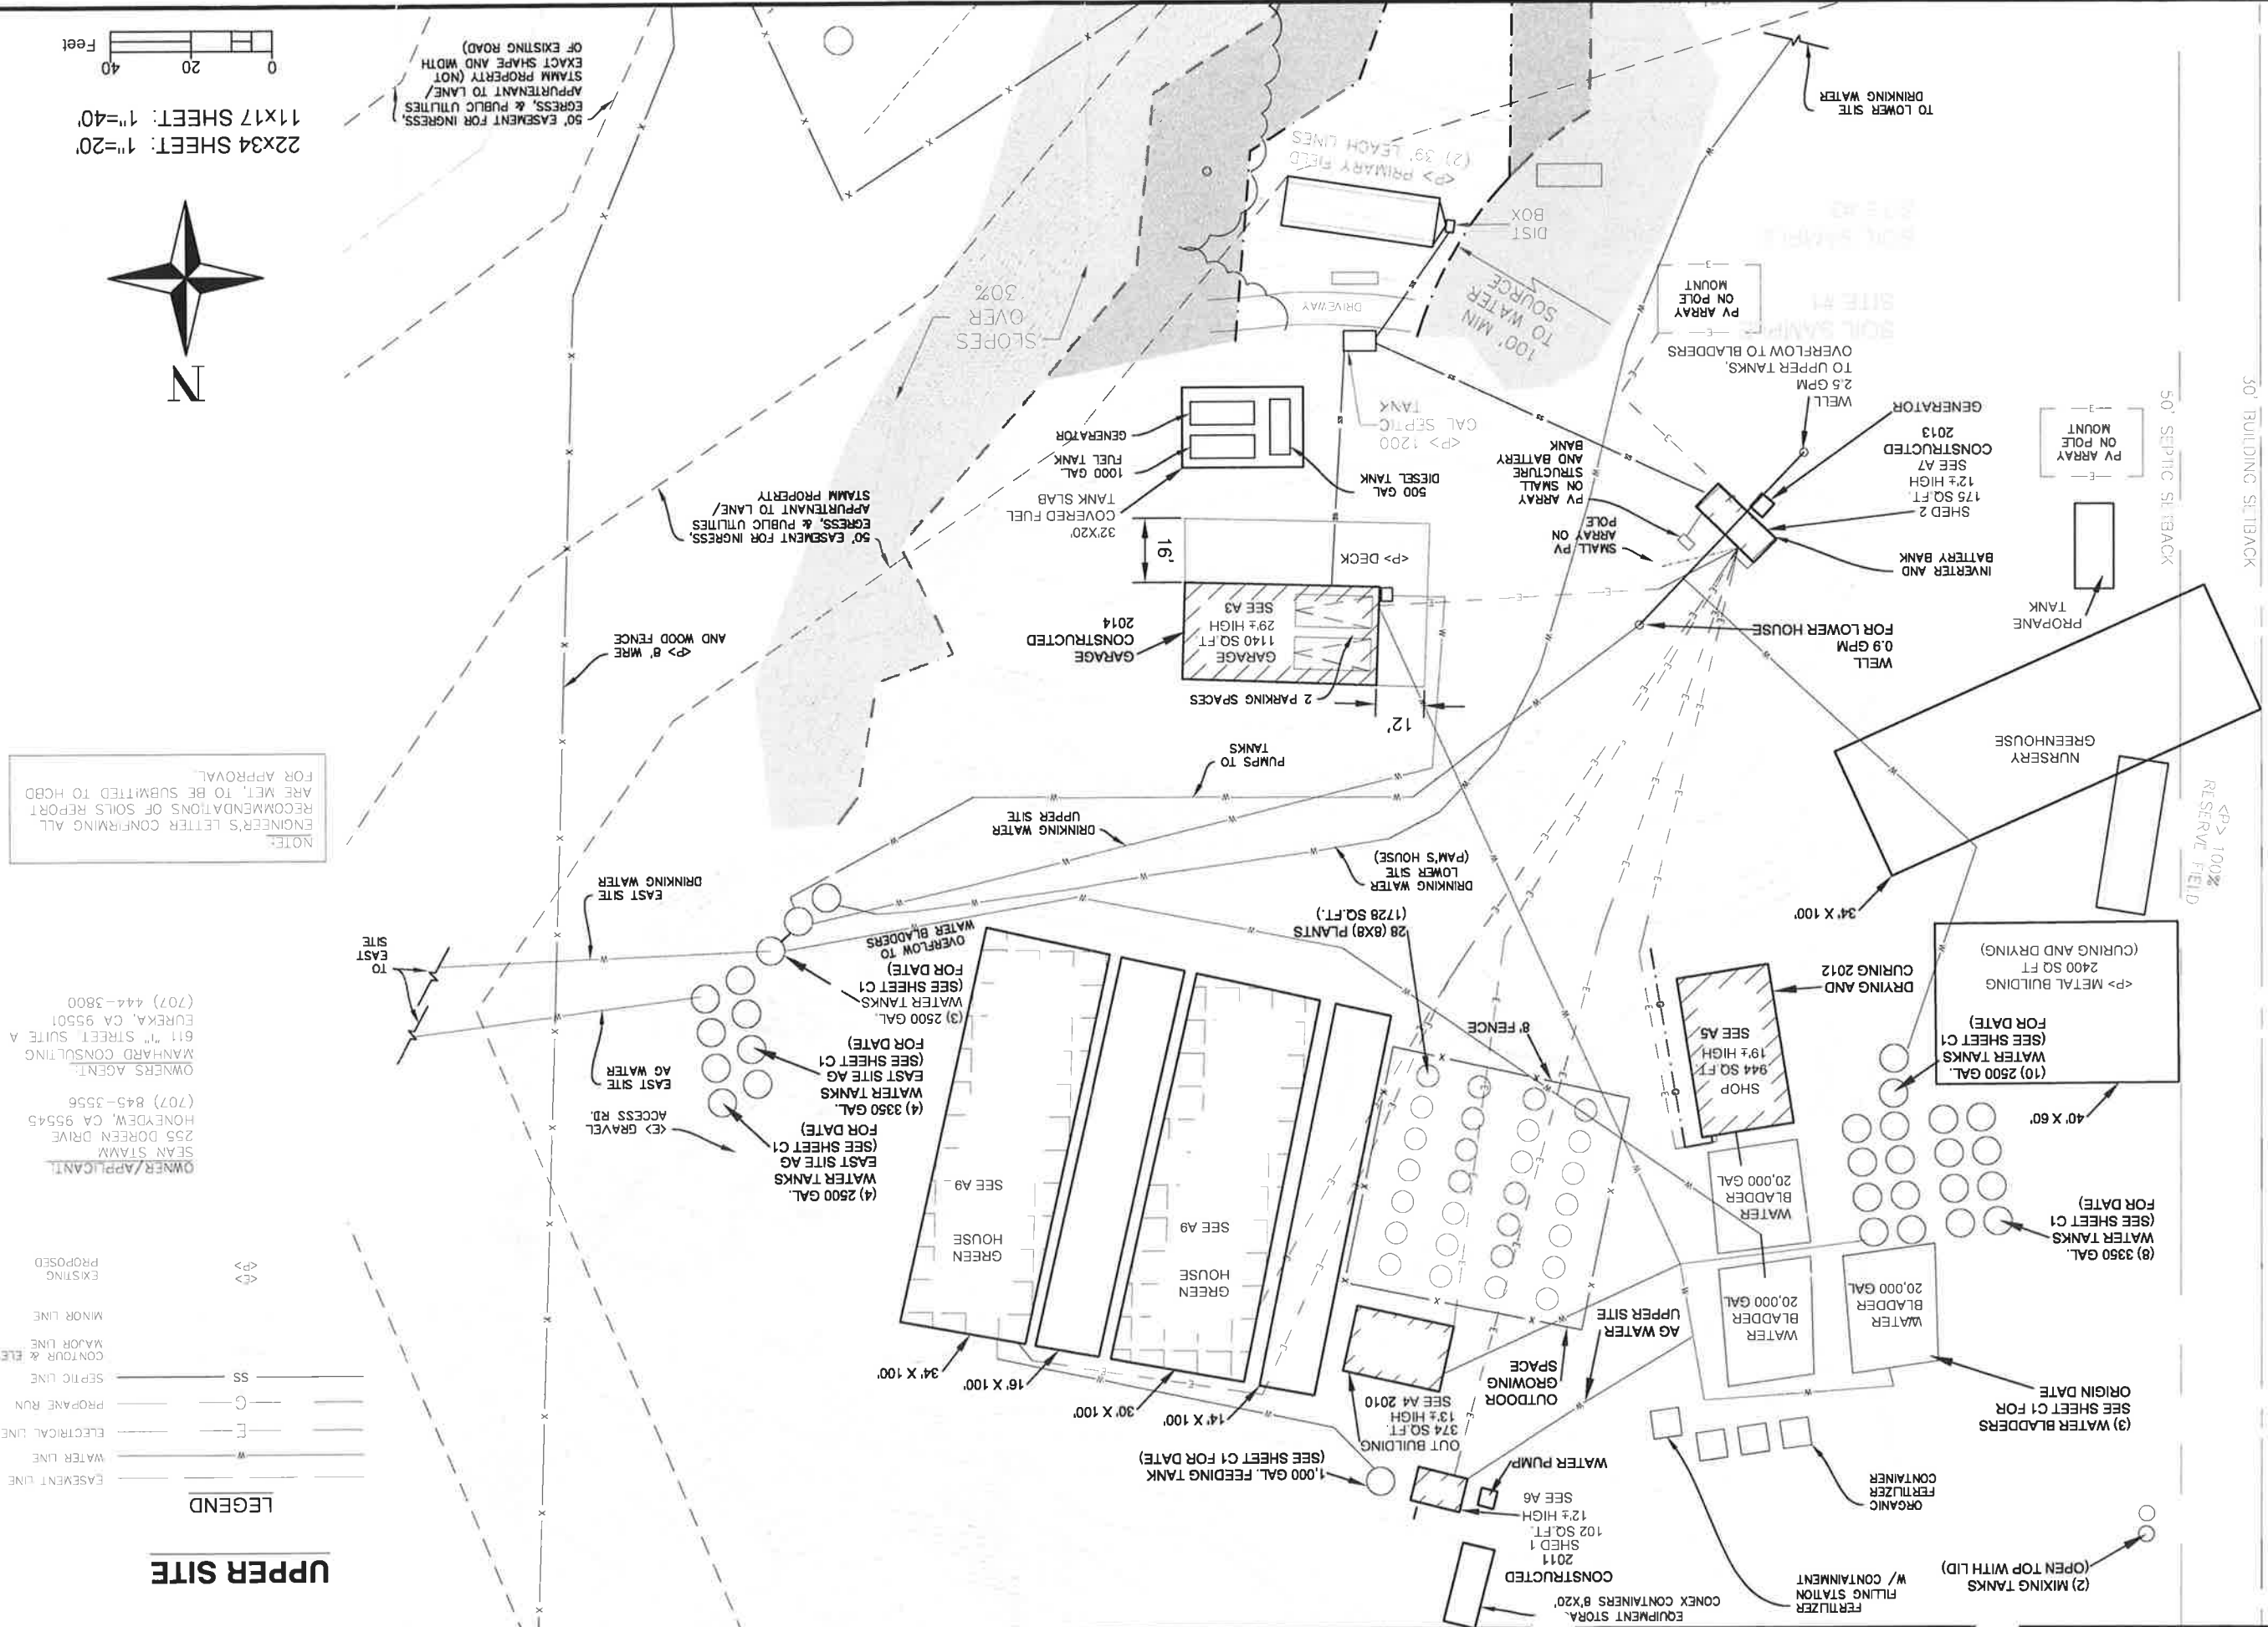 UPPER SITE
LEGEND
EASEMENT LINE
W
WATER LINE
E
ELECTRICAL LINE
G
PROPANE RUN
SS
SEPTIC LINE
CONTOUR & ELE
MAJOR LINE
MINOR LINE
<E>
EXISTING
<P>
PROPOSED
OWNER/APPLICANT:
SEAN STAMM
255 DOREEN DRIVE
HONEYDEW, CA 95545
(707) 845-3556
OWNERS AGENT:
MANHARD CONSULTING
611 "I" STREET, SUITE A
EUREKA, CA 95501
(707) 444-3800
NOTE:
ENGINEER'S LETTER CONFIRMING ALL
RECOMMENDATIONS OF SOILS REPORT
ARE MET, TO BE SUBMITTED TO HCBD
FOR APPROVAL.
N
22x34 SHEET: 1"=20'
11x17 SHEET: 1"=40'
0
20
40
Feet
(2) MIXING TANKS
(OPEN TOP WITH LID)
FERTILIZER
FILLING STATION
W/ CONTAINMENT
EQUIPMENT STORA
CONEX CONTAINERS 8'X20'
CONSTRUCTED
2011
SHED 1
102 SQ.FT.
12'± HIGH
SEE A6
WATER PUMP
ORGANIC
FERTILIZER
CONTAINER
(3) WATER BLADDERS
SEE SHEET C1 FOR
ORIGIN DATE
1,000 GAL. FEEDING TANK
(SEE SHEET C1 FOR DATE)
OUT BUILDING
374 SQ.FT.
13'± HIGH
SEE A4 2010
OUTDOOR
GROWING
SPACE
AG WATER
UPPER SITE
14' X 100'
30' X 100'
16' X 100'
34' X 100'
WATER
BLADDER
20,000 GAL
WATER
BLADDER
20,000 GAL
WATER
BLADDER
20,000 GAL
GREEN
HOUSE
SEE A9
GREEN
HOUSE
SEE A9
(8) 3350 GAL.
WATER TANKS
(SEE SHEET C1
FOR DATE)
(4) 2500 GAL.
WATER TANKS
EAST SITE AG
(SEE SHEET C1
FOR DATE)
(4) 3350 GAL.
WATER TANKS
EAST SITE AG
(SEE SHEET C1
FOR DATE)
(3) 2500 GAL.
WATER TANKS
(SEE SHEET C1
FOR DATE)
OVERFLOW TO
WATER BLADDERS
<E> GRAVEL
ACCESS RD.
EAST SITE
AG WATER
TO
EAST
SITE
EAST SITE
DRINKING WATER
40' X 60'
(10) 2500 GAL.
WATER TANKS
(SEE SHEET C1
FOR DATE)
<P> METAL BUILDING
2400 SQ FT
(CURING AND DRYING)
SHOP
944 SQ.FT.
19'± HIGH
SEE A5
DRYING AND
CURING 2012
8' FENCE
28 (8X8) PLANTS
(1728 SQ.FT.)
DRINKING WATER
LOWER SITE
(PAM'S HOUSE)
DRINKING WATER
UPPER SITE
PUMPS TO
TANKS
34' X 100'
<P> 100%
RESERVE FIELD
NURSERY
GREENHOUSE
WELL
0.9 GPM
FOR LOWER HOUSE
PROPANE
TANK
INVERTER AND
BATTERY BANK
SHED 2
175 SQ.FT.
12'± HIGH
SEE A7
CONSTRUCTED
2013
GENERATOR
WELL
2.5 GPM
TO UPPER TANKS,
OVERFLOW TO BLADDERS
PV ARRAY
ON POLE
MOUNT
PV ARRAY
ON POLE
MOUNT
SMALL PV
ARRAY ON
POLE
PV ARRAY
ON SMALL
STRUCTURE
AND BATTERY
BANK
50' SEPTIC SETBACK
30' BUILDING SETBACK
12'
2 PARKING SPACES
GARAGE
1140 SQ.FT
29'± HIGH
SEE A3
GARAGE
CONSTRUCTED
2014
<P> DECK
16'
32'X20'
COVERED FUEL
TANK SLAB
500 GAL
DIESEL TANK
1000 GAL.
FUEL TANK
GENERATOR
<P> 1200
GAL SEPTIC
TANK
DRIVEWAY
100' MIN
TO WATER
SOURCE
DIST
BOX
<P> PRIMARY FIELD
(2) 39' LEACH LINES
SLOPES
OVER
30%
<P> 8' WIRE
AND WOOD FENCE
50' EASEMENT FOR INGRESS,
EGRESS, & PUBLIC UTILITIES
APPURTENANT TO LANE/
STAMM PROPERTY
50' EASEMENT FOR INGRESS,
EGRESS, & PUBLIC UTILITIES
APPURTENANT TO LANE/
STAMM PROPERTY (NOT
EXACT SHAPE AND WIDTH
OF EXISTING ROAD)
TO LOWER SITE
DRINKING WATER
SOIL SAMPLE
SITE #1
SOIL SAMPLE